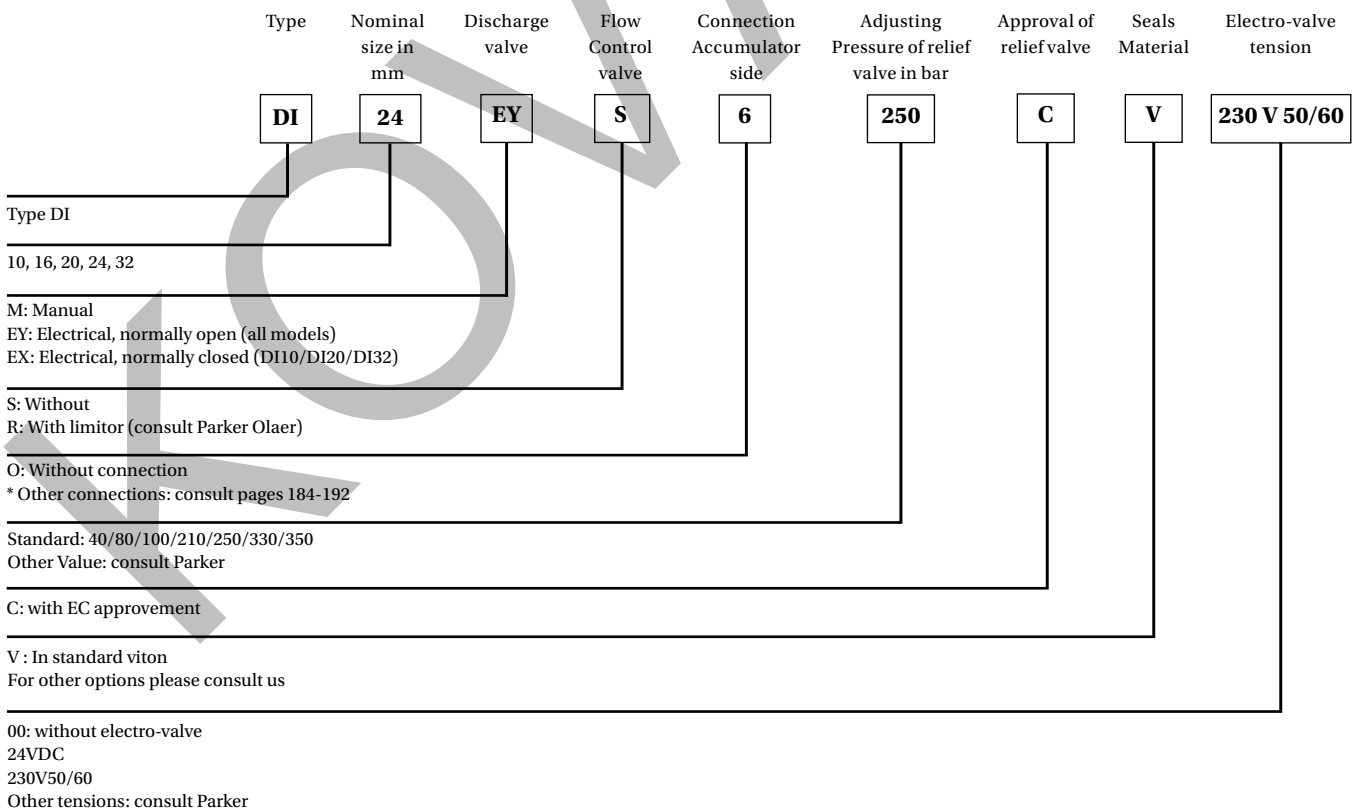 Type Nominal Discharge Flow Connection Adjusting Approval of Seals Electro-valve
size in valve Control Accumulator Pressure of relief relief valve Material tension
mm valve side valve in bar
DI 24 EY S 6 250 C V 230 V 50/60
Type DI
10, 16, 20, 24, 32
M: Manual
EY: Electrical, normally open (all models)
EX: Electrical, normally closed (DI10/DI20/DI32)
S: Without
R: With limitor (consult Parker Olaer)
O: Without connection
* Other connections: consult pages 184-192
Standard: 40/80/100/210/250/330/350
Other Value: consult Parker
C: with EC approvement
V : In standard viton
For other options please consult us
00: without electro-valve
24VDC
230V50/60
Other tensions: consult Parker